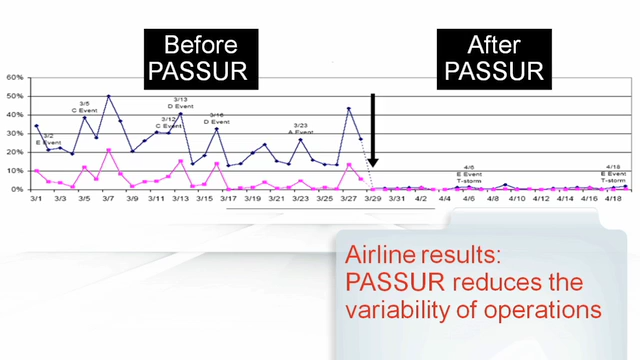 Before
PASSUR
After
PASSUR
60%
50%
40%
30%
20%
10%
0%
3/2
E Event
3/5
C Event
3/12
C Event
3/13
D Event
3/16
D Event
3/23
A Event
4/6
E Event
T-storm
4/18
E Event
T-storm
3/1 3/3 3/5 3/7 3/9 3/11 3/13 3/15 3/17 3/19 3/21 3/23 3/25 3/27 3/29 3/31 4/2 4/4 4/6 4/8 4/10 4/12 4/14 4/16 4/18
Airline results:
PASSUR reduces the
variability of operations